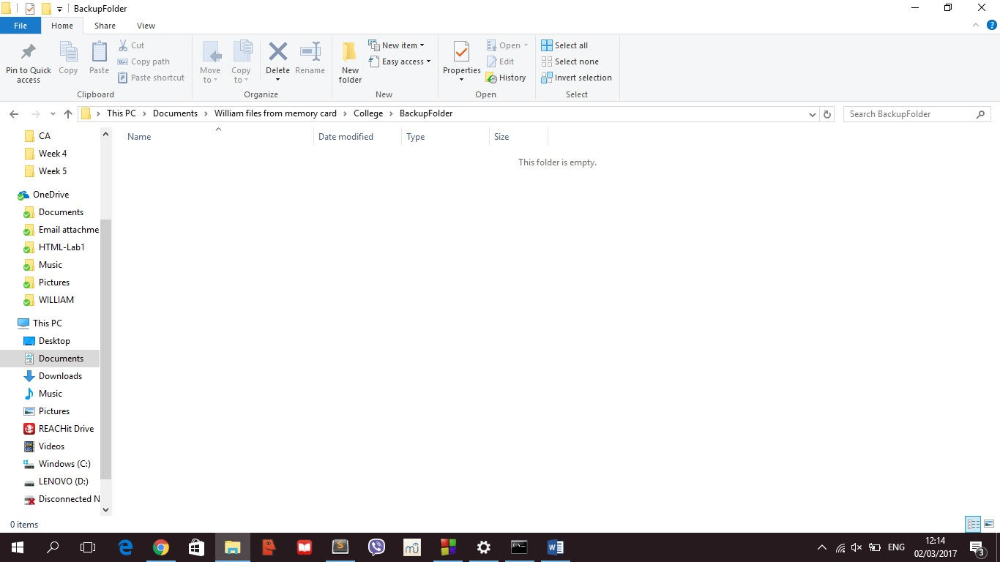 BackupFolder
File Home Share View
Pin to Quick access
Copy
Paste
Cut
Copy path
Paste shortcut
Clipboard
Move to
Copy to
Delete
Rename
Organize
New folder
New item
Easy access
New
Properties
Open
Edit
History
Open
Select all
Select none
Invert selection
Select
This PC Documents William files from memory card College BackupFolder
Search BackupFolder
Name Date modified Type Size
This folder is empty.
CA
Week 4
Week 5
OneDrive
Documents
Email attachme
HTML-Lab1
Music
Pictures
WILLIAM
This PC
Desktop
Documents
Downloads
Music
Pictures
REACHit Drive
Videos
Windows (C:)
LENOVO (D:)
Disconnected N
0 items
ENG
12:14
02/03/2017
3